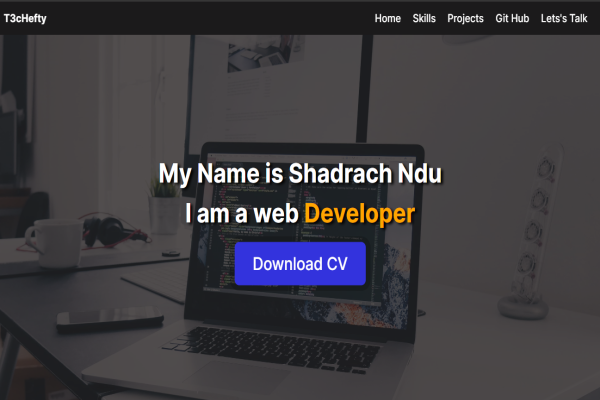 T3cHefty
Home Skills Projects Git Hub Lets's Talk
My Name is Shadrach Ndu
I am a web Developer
Download CV